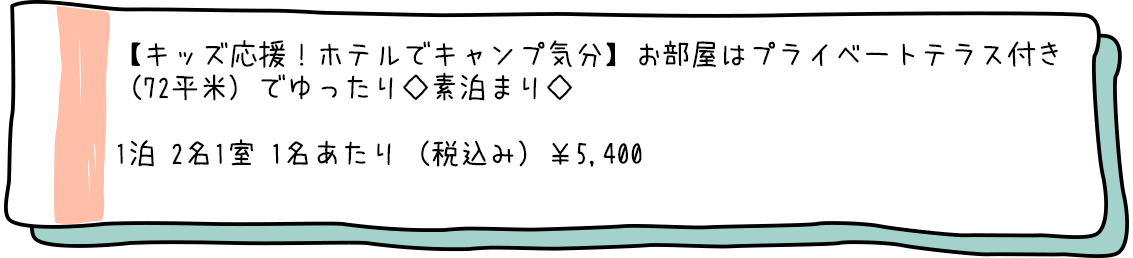 【キッズ応援！ホテルでキャンプ気分】お部屋はプライベートテラス付き
（72平米）でゆったり◇素泊まり◇
1泊 2名1室 1名あたり （税込み）￥5,400